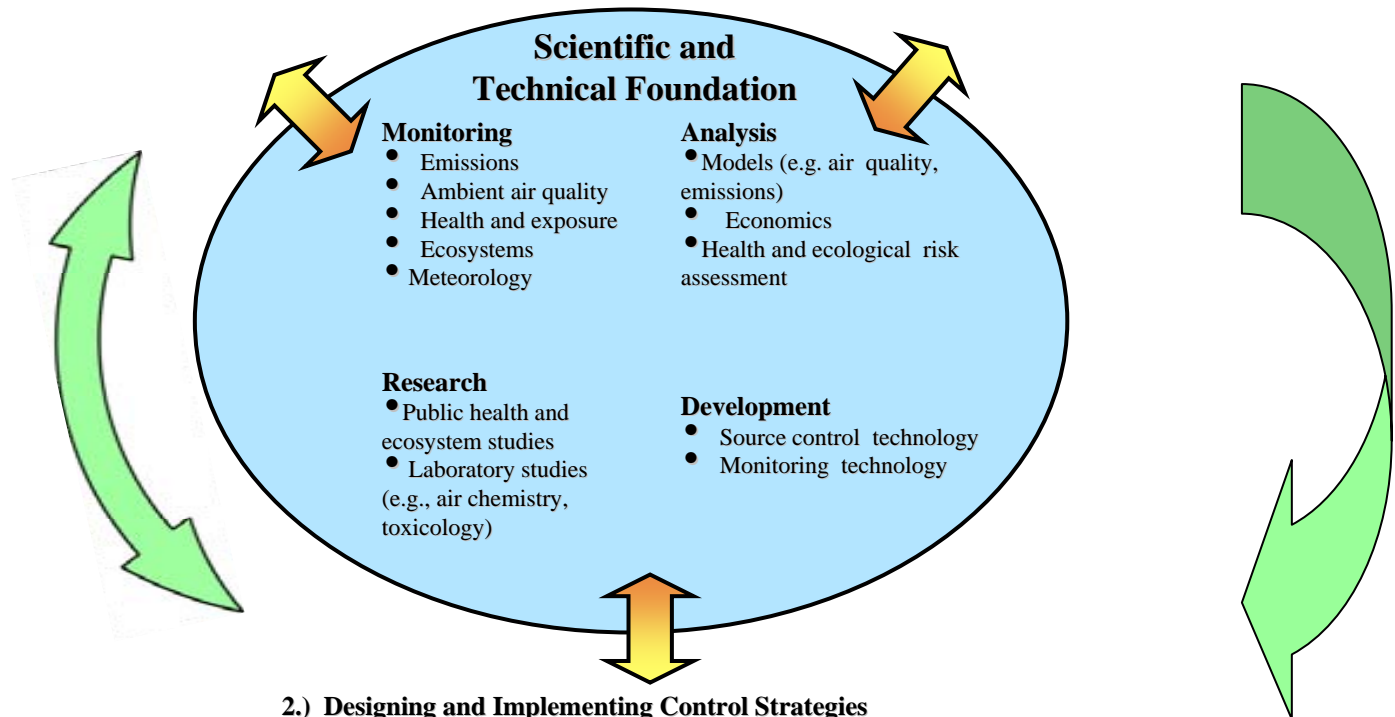 Scientific and
Technical Foundation
Monitoring
• Emissions
• Ambient air quality
• Health and exposure
• Ecosystems
• Meteorology
Analysis
• Models (e.g. air quality,
emissions)
• Economics
• Health and ecological risk
assessment
Research
• Public health and
ecosystem studies
• Laboratory studies
(e.g., air chemistry,
toxicology)
Development
• Source control technology
• Monitoring technology
2.) Designing and Implementing Control Strategies